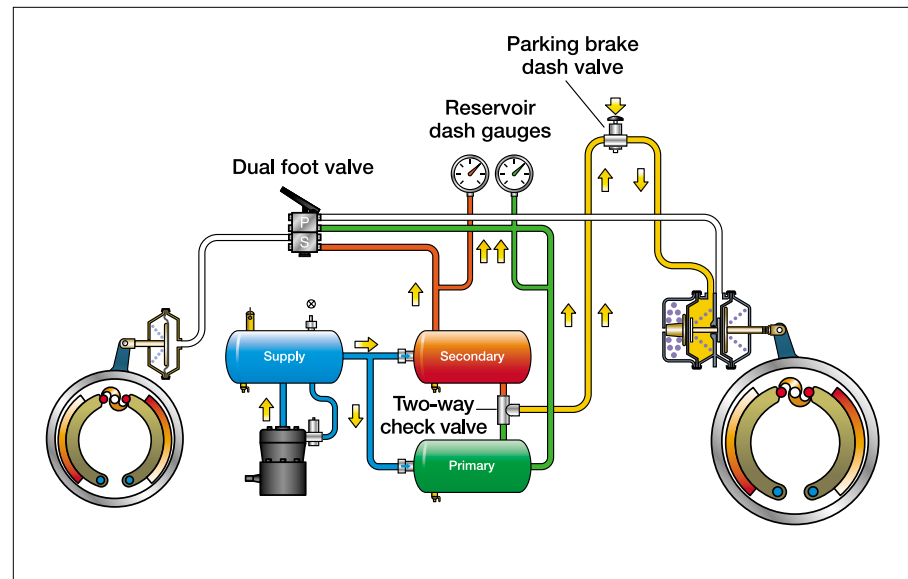 Parking brake
dash valve
Reservoir
dash gauges
Dual foot valve
P
S
Supply
Secondary
Two-way
check valve
Primary